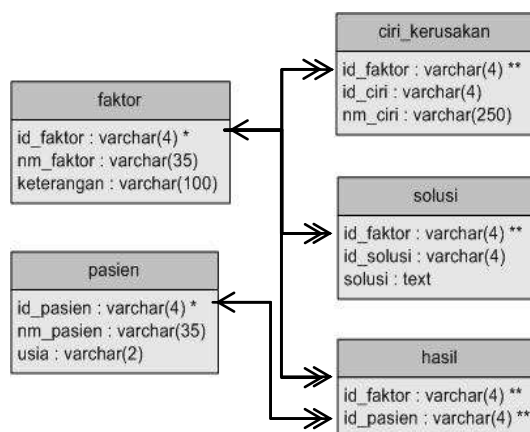 faktor
id_faktor : varchar(4) *
nm_faktor : varchar(35)
keterangan : varchar(100)
pasien
id_pasien : varchar(4) *
nm_pasien : varchar(35)
usia : varchar(2)
ciri_kerusakan
id_faktor : varchar(4) **
id_ciri : varchar(4)
nm_ciri : varchar(250)
solusi
id_faktor : varchar(4) **
id_solusi : varchar(4)
solusi : text
hasil
id_faktor : varchar(4) **
id_pasien : varchar(4) **